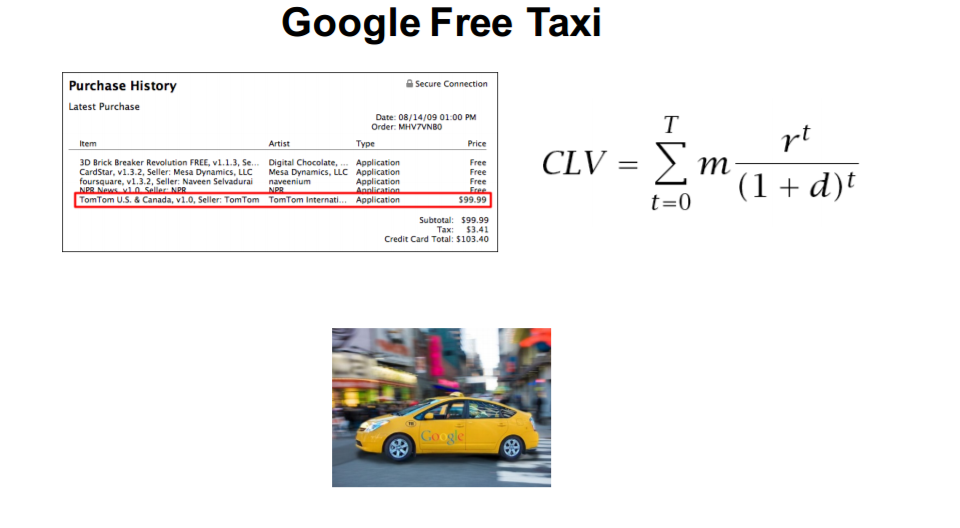 Google Free Taxi
Purchase History
Secure Connection
Latest Purchase
Date: 08/14/09 01:00 PM
Order: MHV7VNB0
Item Artist Type Price
3D Brick Breaker Revolution FREE, v1.1.3, Se... Digital Chocolate, ... Application Free
CardStar, v1.3.2, Seller: Mesa Dynamics, LLC Mesa Dynamics, LLC Application Free
foursquare, v1.3.2, Seller: Naveen Selvadurai naveenium Application Free
NPR News, v1.0, Seller: NPR NPR Application Free
TomTom U.S. & Canada, v1.0, Seller: TomTom TomTom Internati... Application $99.99
Subtotal: $99.99
Tax: $3.41
Credit Card Total: $103.40
CLV = ∑_{t=0}^{T} m \frac{r^t}{(1 + d)^t}
Google